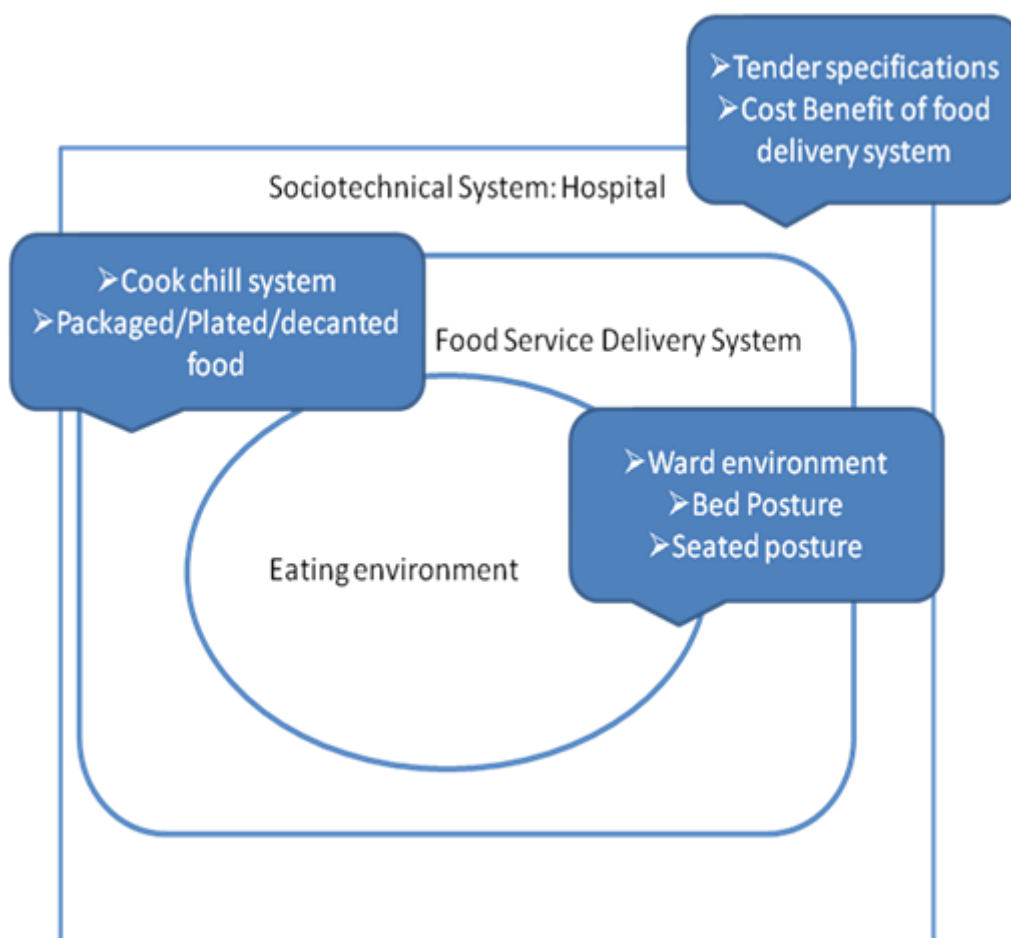 ➢Tender specifications
➢Cost Benefit of food
delivery system
Sociotechnical System: Hospital
➢Cook chill system
➢Packaged/Plated/decanted
food
Food Service Delivery System
➢Ward environment
➢Bed Posture
➢Seated posture
Eating environment